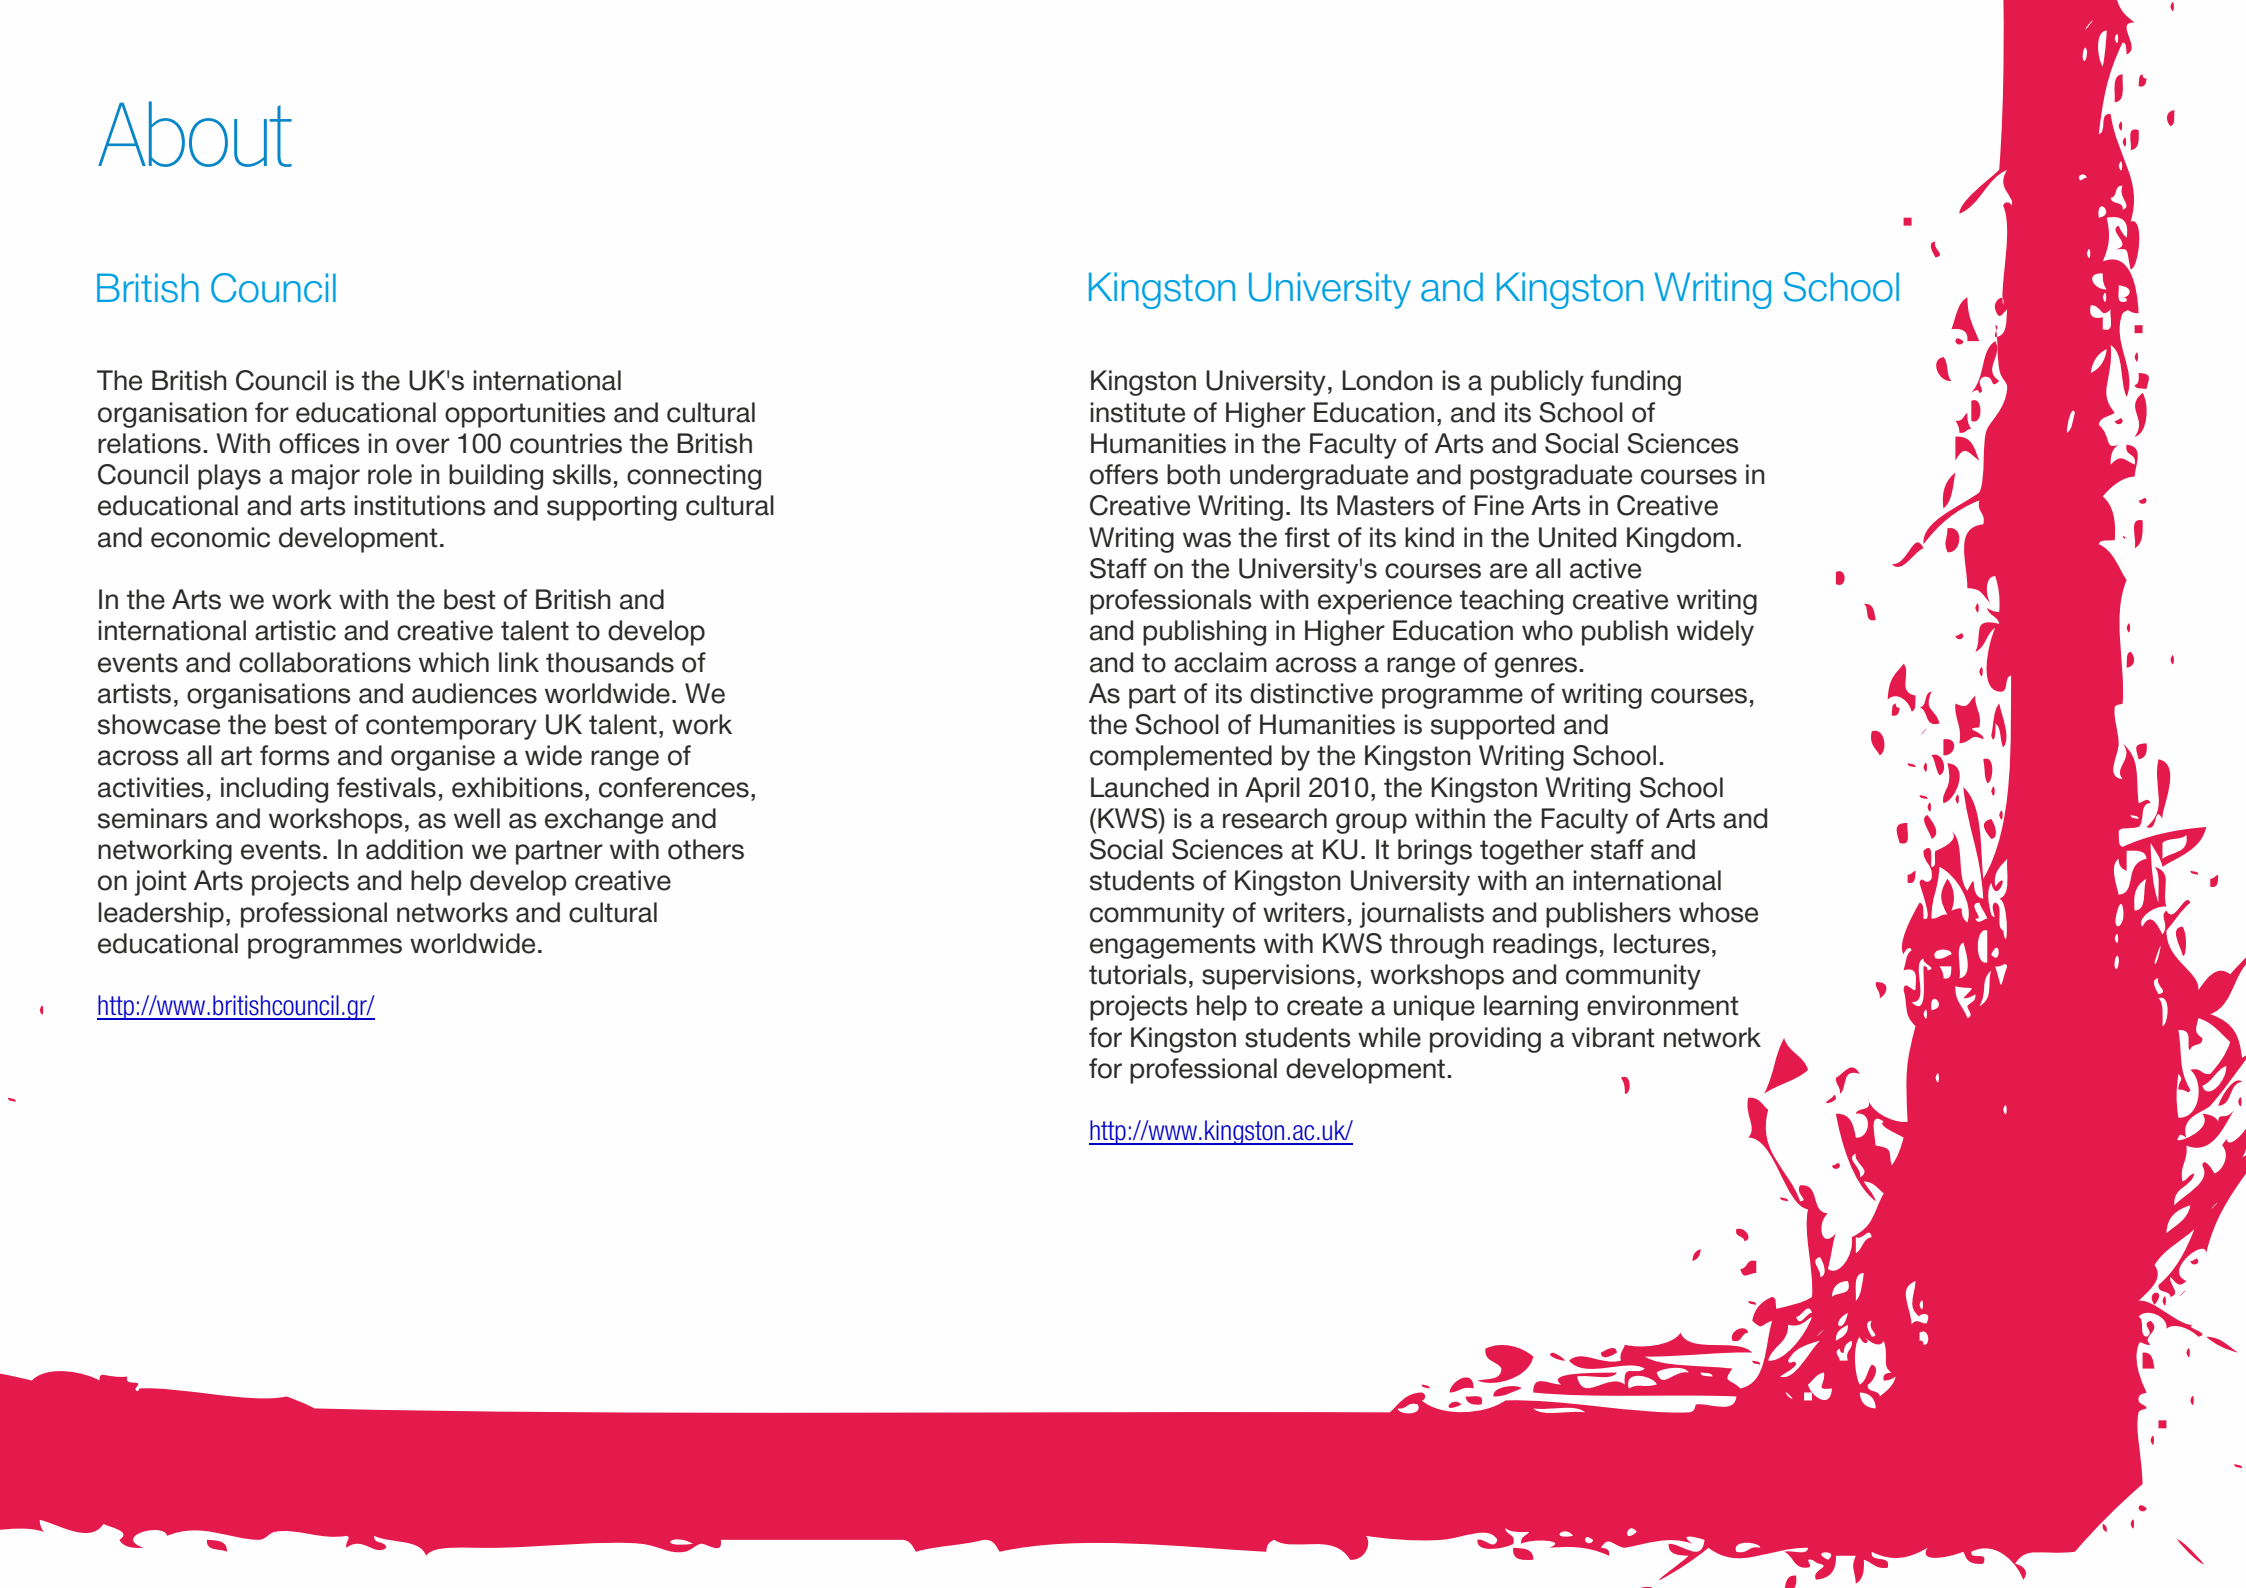 About
British Council
The British Council is the UK's international
organisation for educational opportunities and cultural
relations. With offices in over 100 countries the British
Council plays a major role in building skills, connecting
educational and arts institutions and supporting cultural
and economic development.
In the Arts we work with the best of British and
international artistic and creative talent to develop
events and collaborations which link thousands of
artists, organisations and audiences worldwide. We
showcase the best of contemporary UK talent, work
across all art forms and organise a wide range of
activities, including festivals, exhibitions, conferences,
seminars and workshops, as well as exchange and
networking events. In addition we partner with others
on joint Arts projects and help develop creative
leadership, professional networks and cultural
educational programmes worldwide.
http://www.britishcouncil.gr/
Kingston University and Kingston Writing School
Kingston University, London is a publicly funding
institute of Higher Education, and its School of
Humanities in the Faculty of Arts and Social Sciences
offers both undergraduate and postgraduate courses in
Creative Writing. Its Masters of Fine Arts in Creative
Writing was the first of its kind in the United Kingdom.
Staff on the University's courses are all active
professionals with experience teaching creative writing
and publishing in Higher Education who publish widely
and to acclaim across a range of genres.
As part of its distinctive programme of writing courses,
the School of Humanities is supported and
complemented by the Kingston Writing School.
Launched in April 2010, the Kingston Writing School
(KWS) is a research group within the Faculty of Arts and
Social Sciences at KU. It brings together staff and
students of Kingston University with an international
community of writers, journalists and publishers whose
engagements with KWS through readings, lectures,
tutorials, supervisions, workshops and community
projects help to create a unique learning environment
for Kingston students while providing a vibrant network
for professional development.
http://www.kingston.ac.uk/